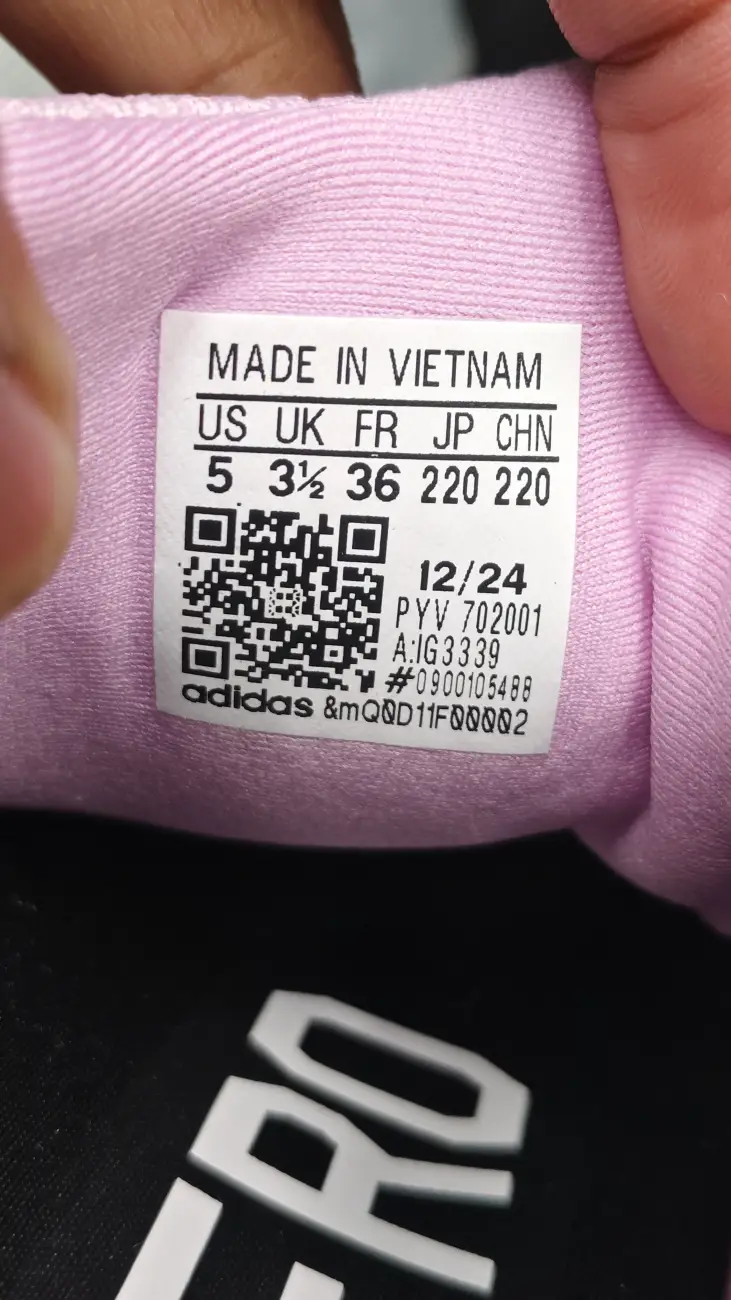 MADE IN VIETNAM
US UK FR JP CHN
5 3½ 36 220 220
12/24
PYV 702001
A:IG3339
#0900105488
adidas &mQ0D11F00002
ERO